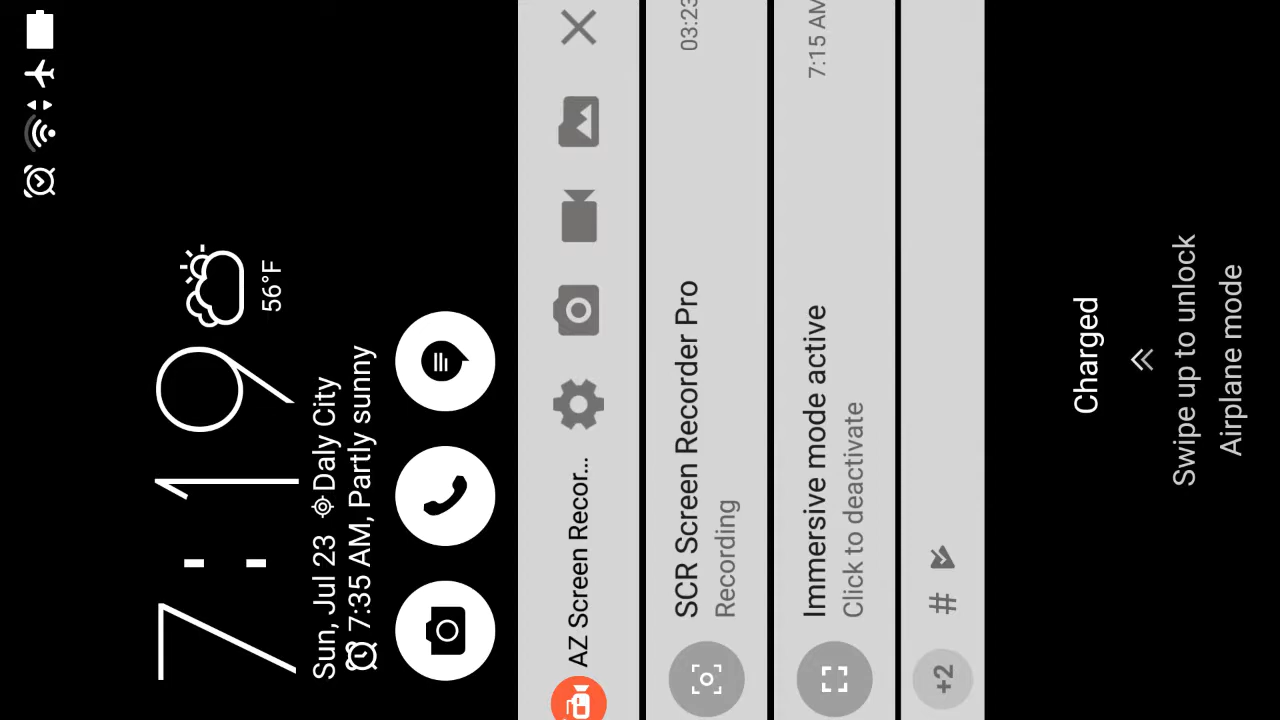 7:19
56°F
Sun, Jul 23 Daly City
7:35 AM, Partly sunny
AZ Screen Recor...
SCR Screen Recorder Pro 03:23
Recording
Immersive mode active 7:15 AM
Click to deactivate
+2 #
Charged
Swipe up to unlock
Airplane mode